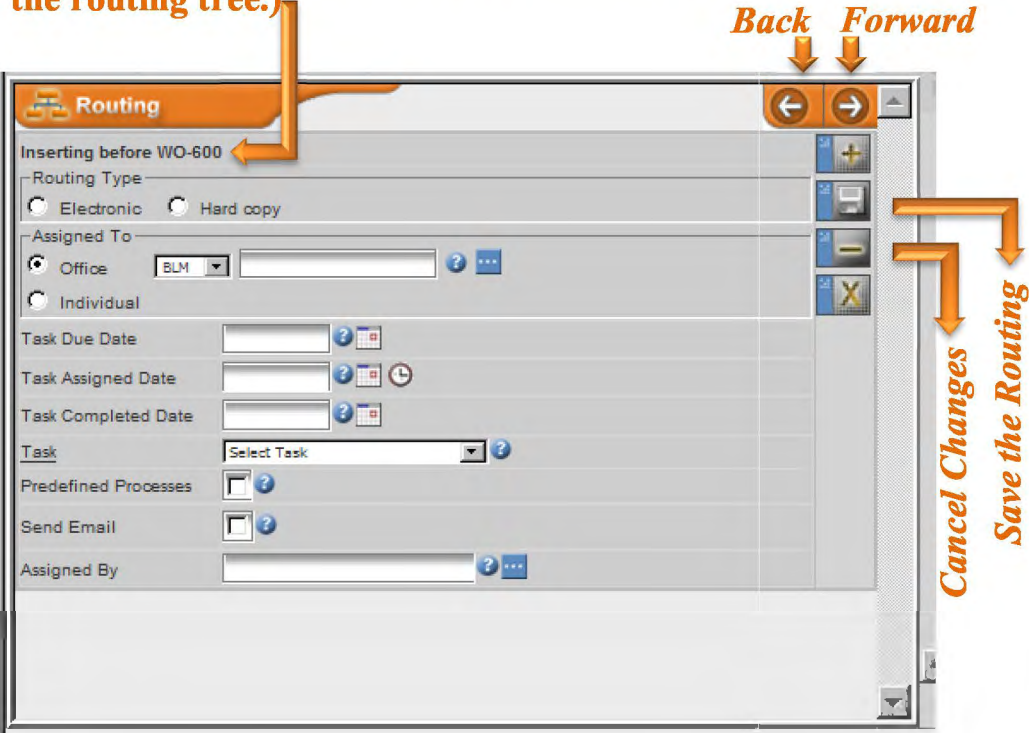 the routing tree.)
Back Forward
Routing
Inserting before WO-600
Routing Type
Electronic Hard copy
Assigned To
Office BLM
Individual
Task Due Date
Task Assigned Date
Task Completed Date
Task Select Task
Predefined Processes
Send Email
Assigned By
Cancel Changes
Save the Routing